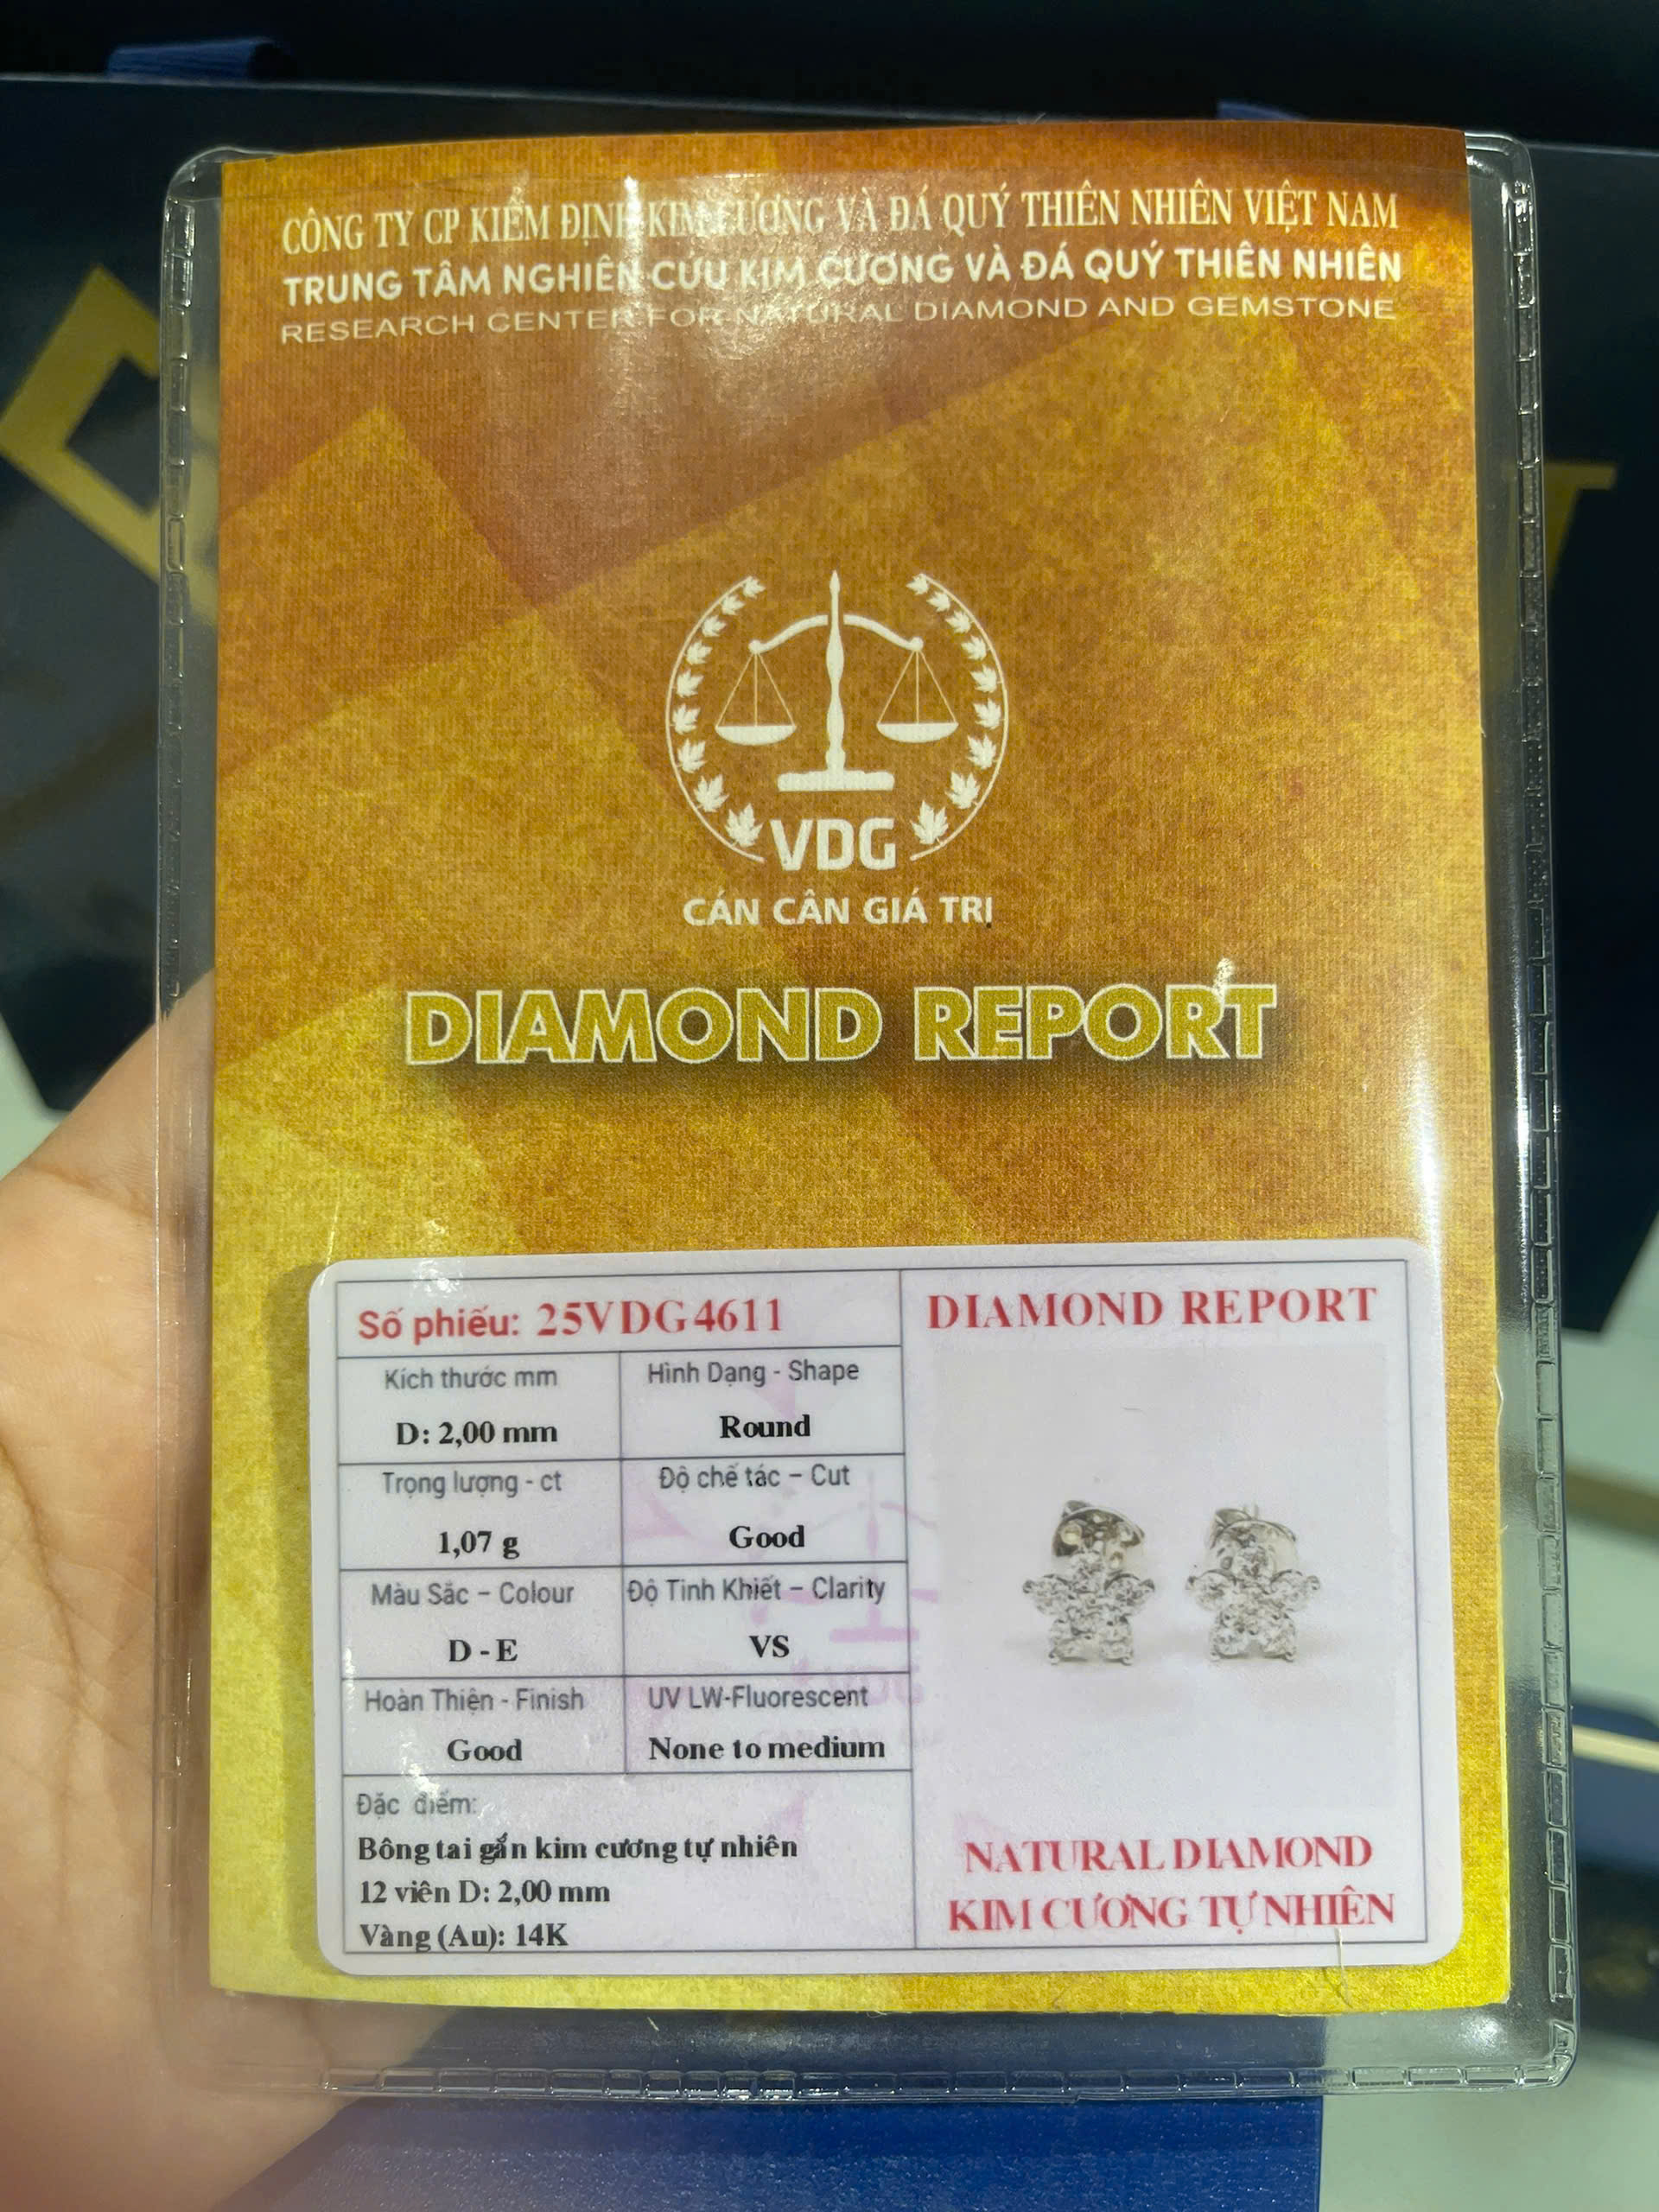 CÔNG TY CP KIỂM ĐỊNH KIM CƯƠNG VÀ ĐÁ QUÝ THIÊN NHIÊN VIỆT NAM
TRUNG TÂM NGHIÊN CỨU KIM CƯƠNG VÀ ĐÁ QUÝ THIÊN NHIÊN
RESEARCH CENTER FOR NATURAL DIAMOND AND GEMSTONE
VDG
CÁN CÂN GIÁ TRỊ
DIAMOND REPORT
Số phiếu: 25VDG4611
Kích thước mm
D: 2,00 mm
Hình Dạng - Shape
Round
Trọng lượng - ct
1,07 g
Độ chế tác – Cut
Good
Màu Sắc – Colour
D - E
Độ Tinh Khiết – Clarity
VS
Hoàn Thiện - Finish
Good
UV LW-Fluorescent
None to medium
Đặc điểm:
Bông tai gắn kim cương tự nhiên
12 viên D: 2,00 mm
Vàng (Au): 14K
DIAMOND REPORT
NATURAL DIAMOND
KIM CƯƠNG TỰ NHIÊN